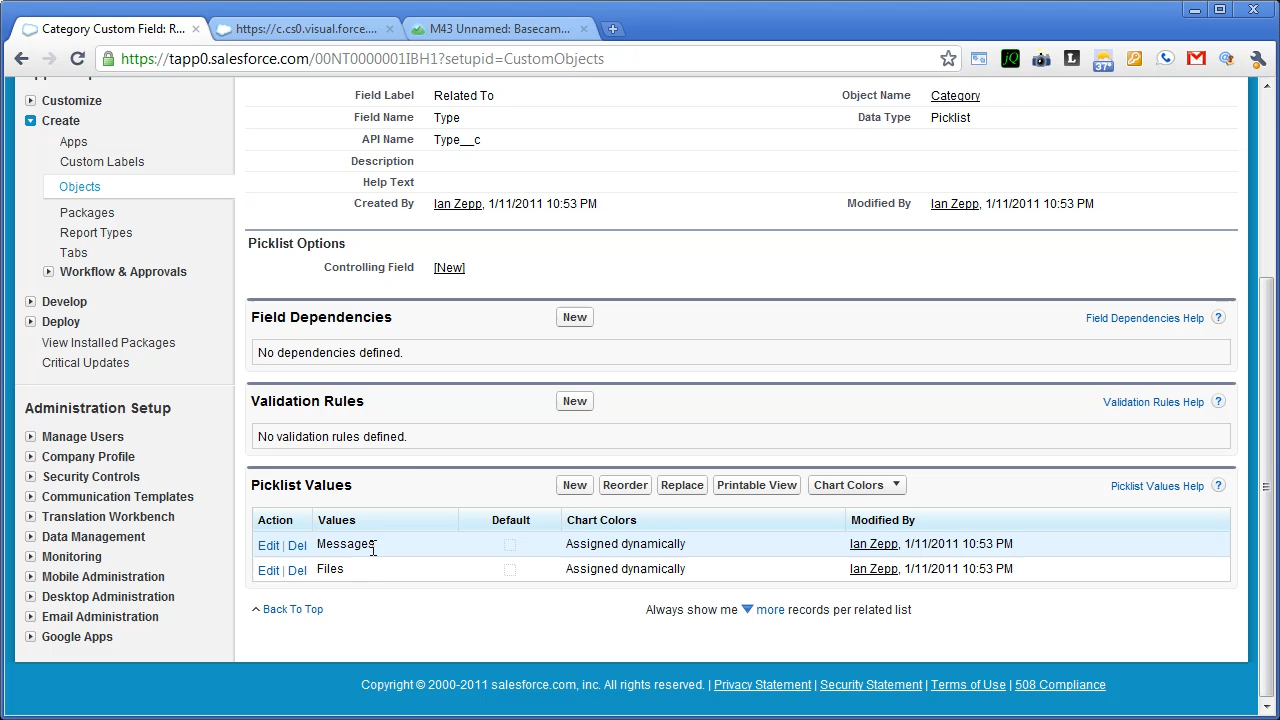 Category Custom Field: R...
https://c.cs0.visual.force....
M43 Unnamed: Basecam...
https://tapp0.salesforce.com/00NT0000001IBH1?setupid=CustomObjects
37°
Customize
Create
Apps
Custom Labels
Objects
Packages
Report Types
Tabs
Workflow & Approvals
Develop
Deploy
View Installed Packages
Critical Updates
Administration Setup
Manage Users
Company Profile
Security Controls
Communication Templates
Translation Workbench
Data Management
Monitoring
Mobile Administration
Desktop Administration
Email Administration
Google Apps
Field Label Related To Object Name Category
Field Name Type Data Type Picklist
API Name Type__c
Description
Help Text
Created By Ian Zepp, 1/11/2011 10:53 PM Modified By Ian Zepp, 1/11/2011 10:53 PM
Picklist Options
Controlling Field [New]
Field Dependencies New Field Dependencies Help ?
No dependencies defined.
Validation Rules New Validation Rules Help ?
No validation rules defined.
Picklist Values New Reorder Replace Printable View Chart Colors Picklist Values Help ?
Action Values Default Chart Colors Modified By
Edit | Del Messages Assigned dynamically Ian Zepp, 1/11/2011 10:53 PM
Edit | Del Files Assigned dynamically Ian Zepp, 1/11/2011 10:53 PM
Back To Top Always show me more records per related list
Copyright © 2000-2011 salesforce.com, inc. All rights reserved. | Privacy Statement | Security Statement | Terms of Use | 508 Compliance